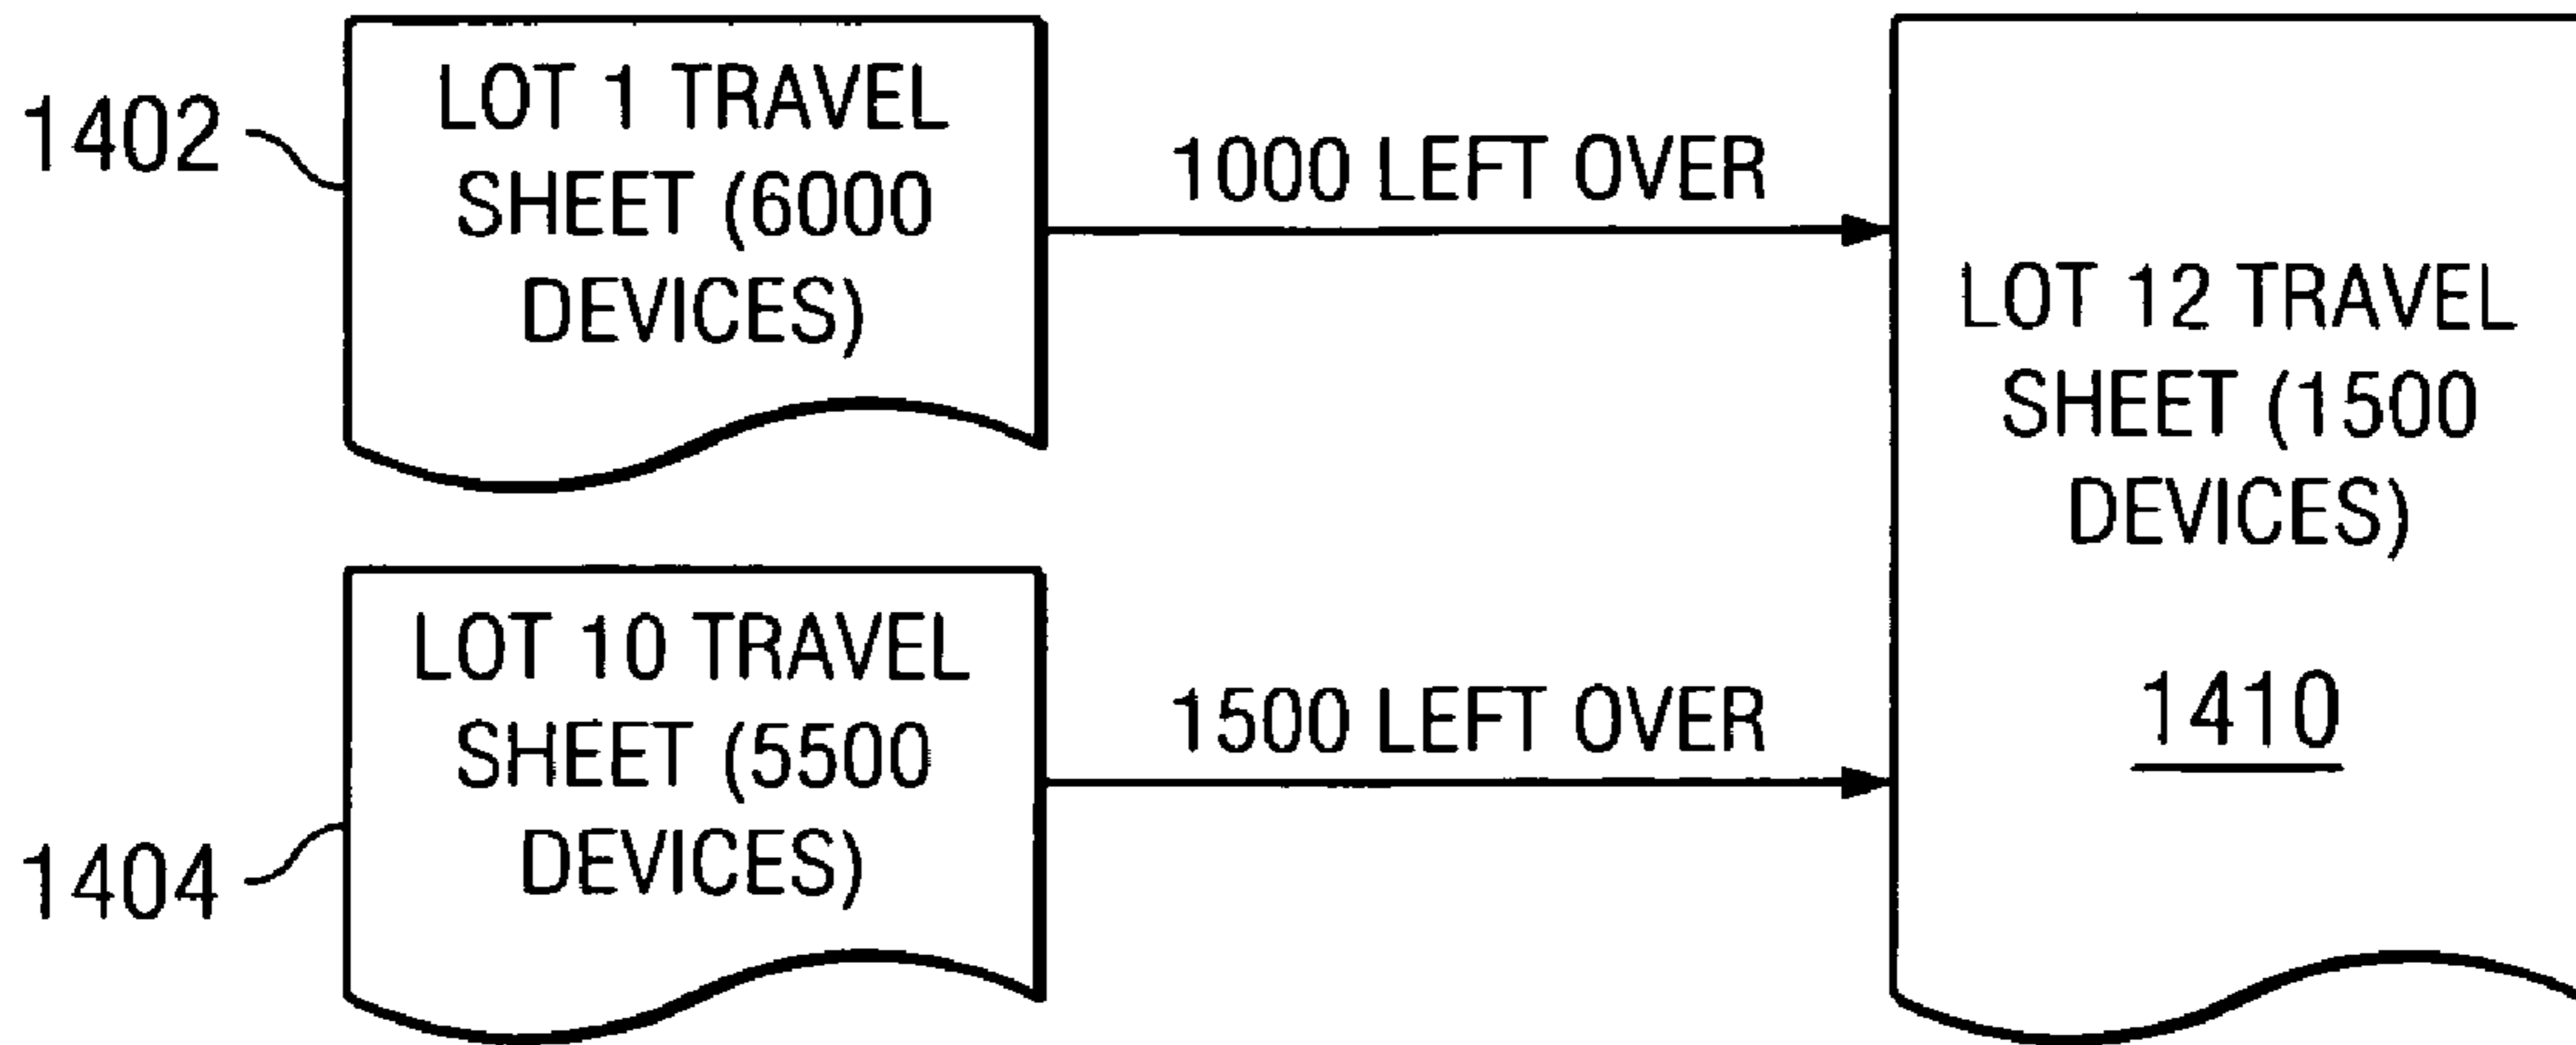 1402
LOT 1 TRAVEL
SHEET (6000
DEVICES)
1000 LEFT OVER
1404
LOT 10 TRAVEL
SHEET (5500
DEVICES)
1500 LEFT OVER
LOT 12 TRAVEL
SHEET (1500
DEVICES)
1410